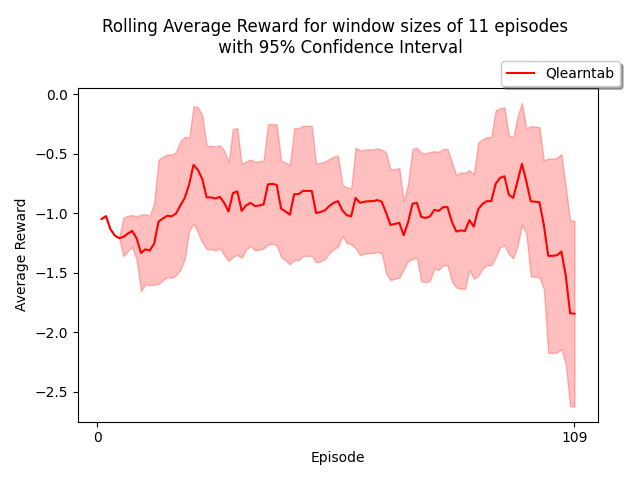 Rolling Average Reward for window sizes of 11 episodes
with 95% Confidence Interval
Qlearntab
0.0
−0.5
−1.0
−1.5
−2.0
−2.5
Average Reward
0
109
Episode